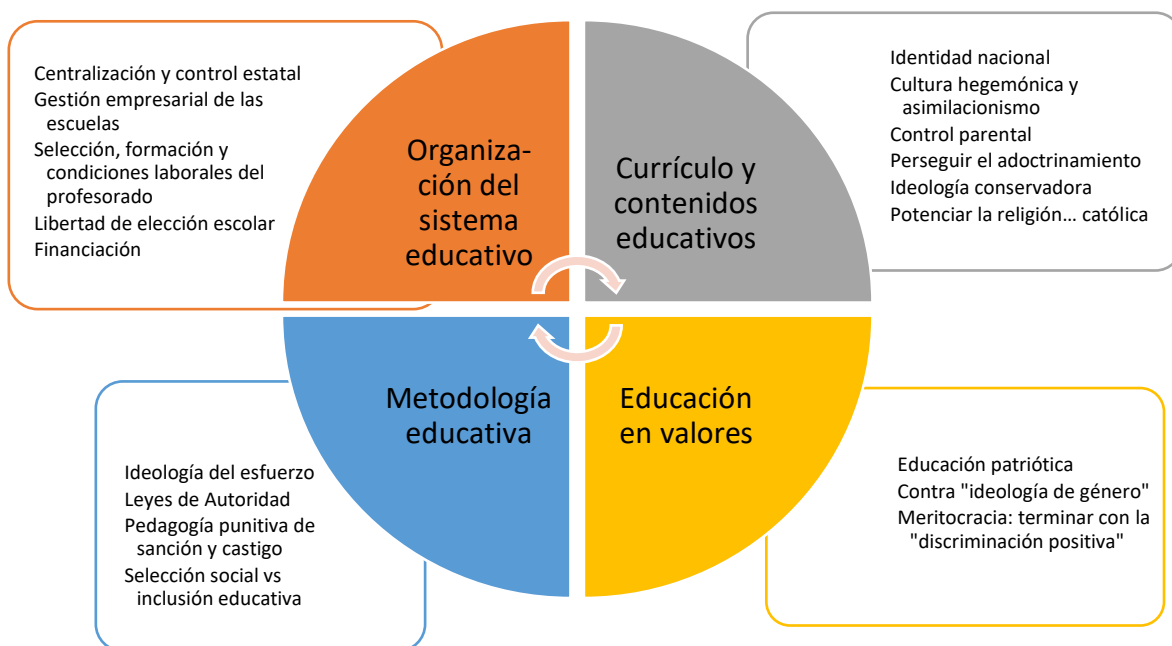 Centralización y control estatal
Gestión empresarial de las
escuelas
Selección, formación y
condiciones laborales del
profesorado
Libertad de elección escolar
Financiación
Organiza-
ción del
sistema
educativo
Currículo y
contenidos
educativos
Identidad nacional
Cultura hegemónica y
asimilacionismo
Control parental
Perseguir el adoctrinamiento
Ideología conservadora
Potenciar la religión... católica
Ideología del esfuerzo
Leyes de Autoridad
Pedagogía punitiva de
sanción y castigo
Selección social vs
inclusión educativa
Metodología
educativa
Educación
en valores
Educación patriótica
Contra "ideología de género"
Meritocracia: terminar con la
"discriminación positiva"